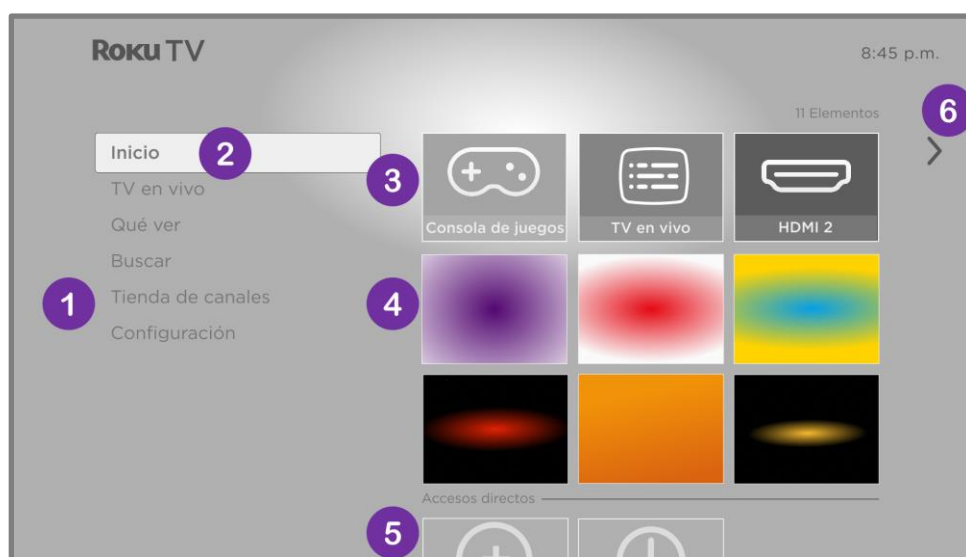 Roku TV
8:45 p.m.
11 Elementos
6
Inicio
2
TV en vivo
Qué ver
Buscar
Tienda de canales
Configuración
1
3
Consola de juegos
TV en vivo
HDMI 2
4
Accesos directos
5